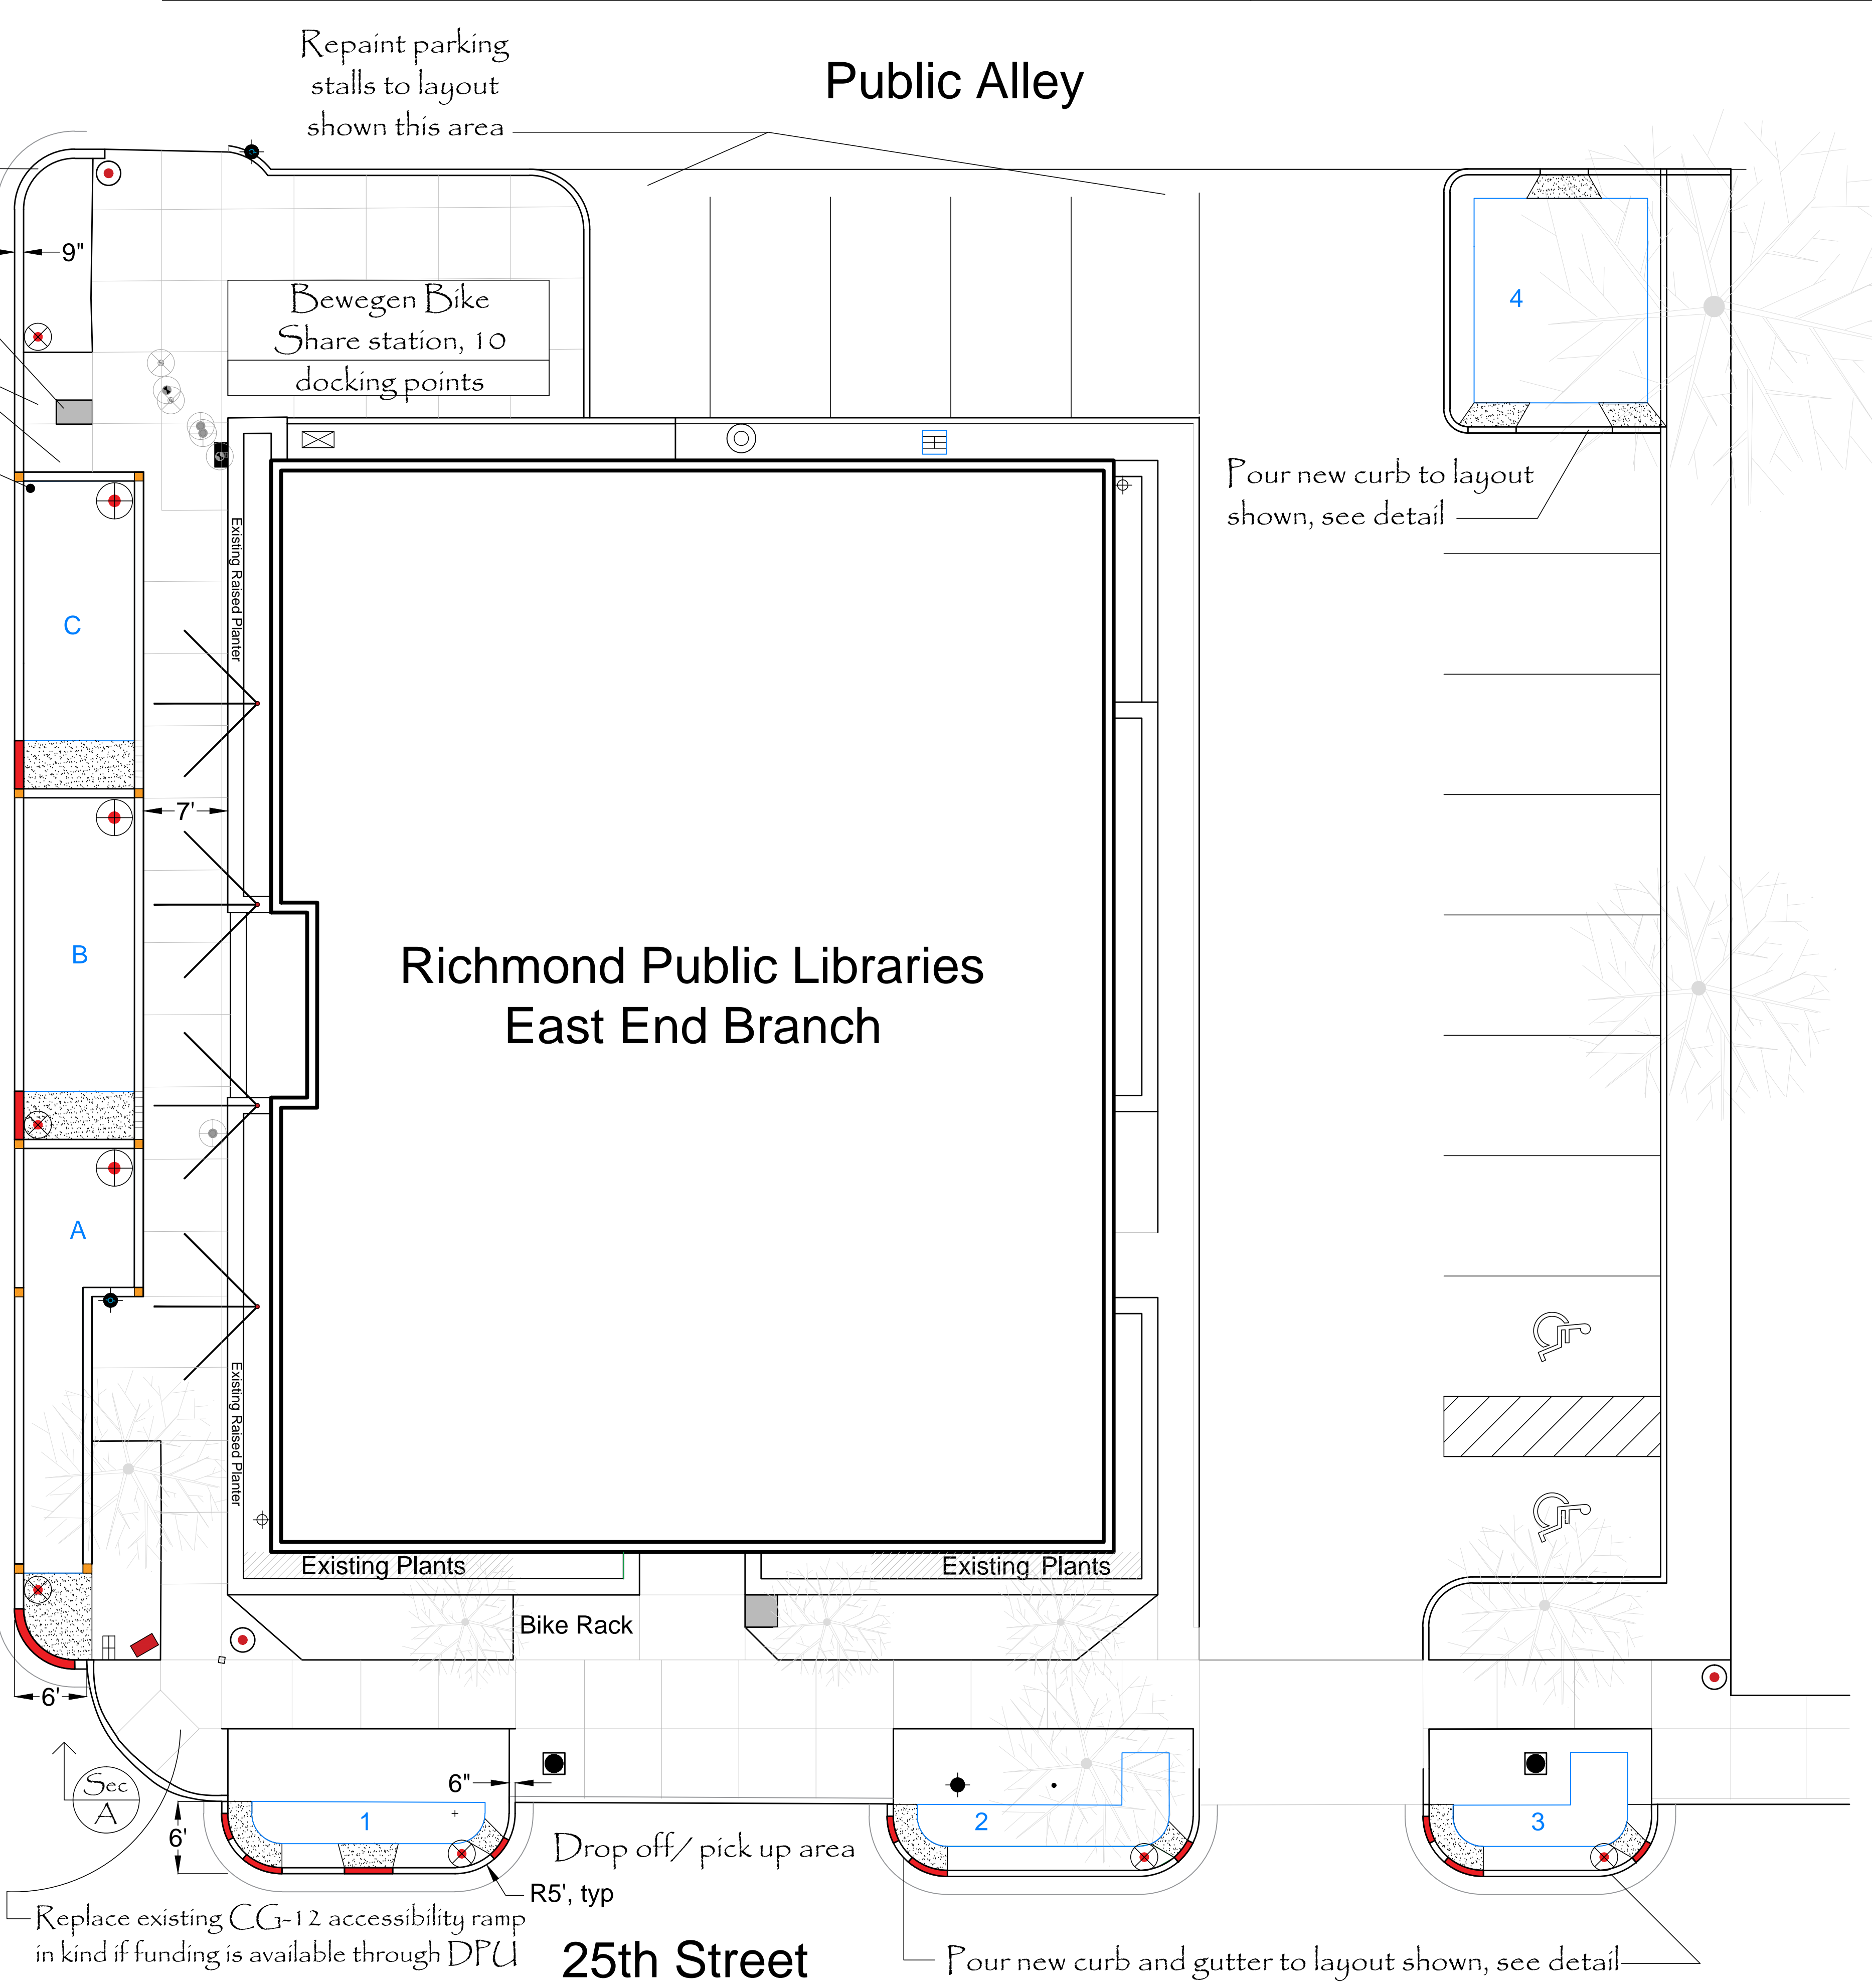 Repaint parking
stalls to layout
shown this area
Public Alley
9"
Bewegen Bike
Share station, 10
docking points
4
Pour new curb to layout
shown, see detail
Existing Raised Planter
C
7'
B
Richmond Public Libraries
East End Branch
A
Existing Raised Planter
Existing Plants
Existing Plants
Bike Rack
6'
Sec
A
6"
6'
1
2
3
Drop off/ pick up area
R5', typ
Replace existing CG-12 accessibility ramp
in kind if funding is available through DPU
25th Street
Pour new curb and gutter to layout shown, see detail